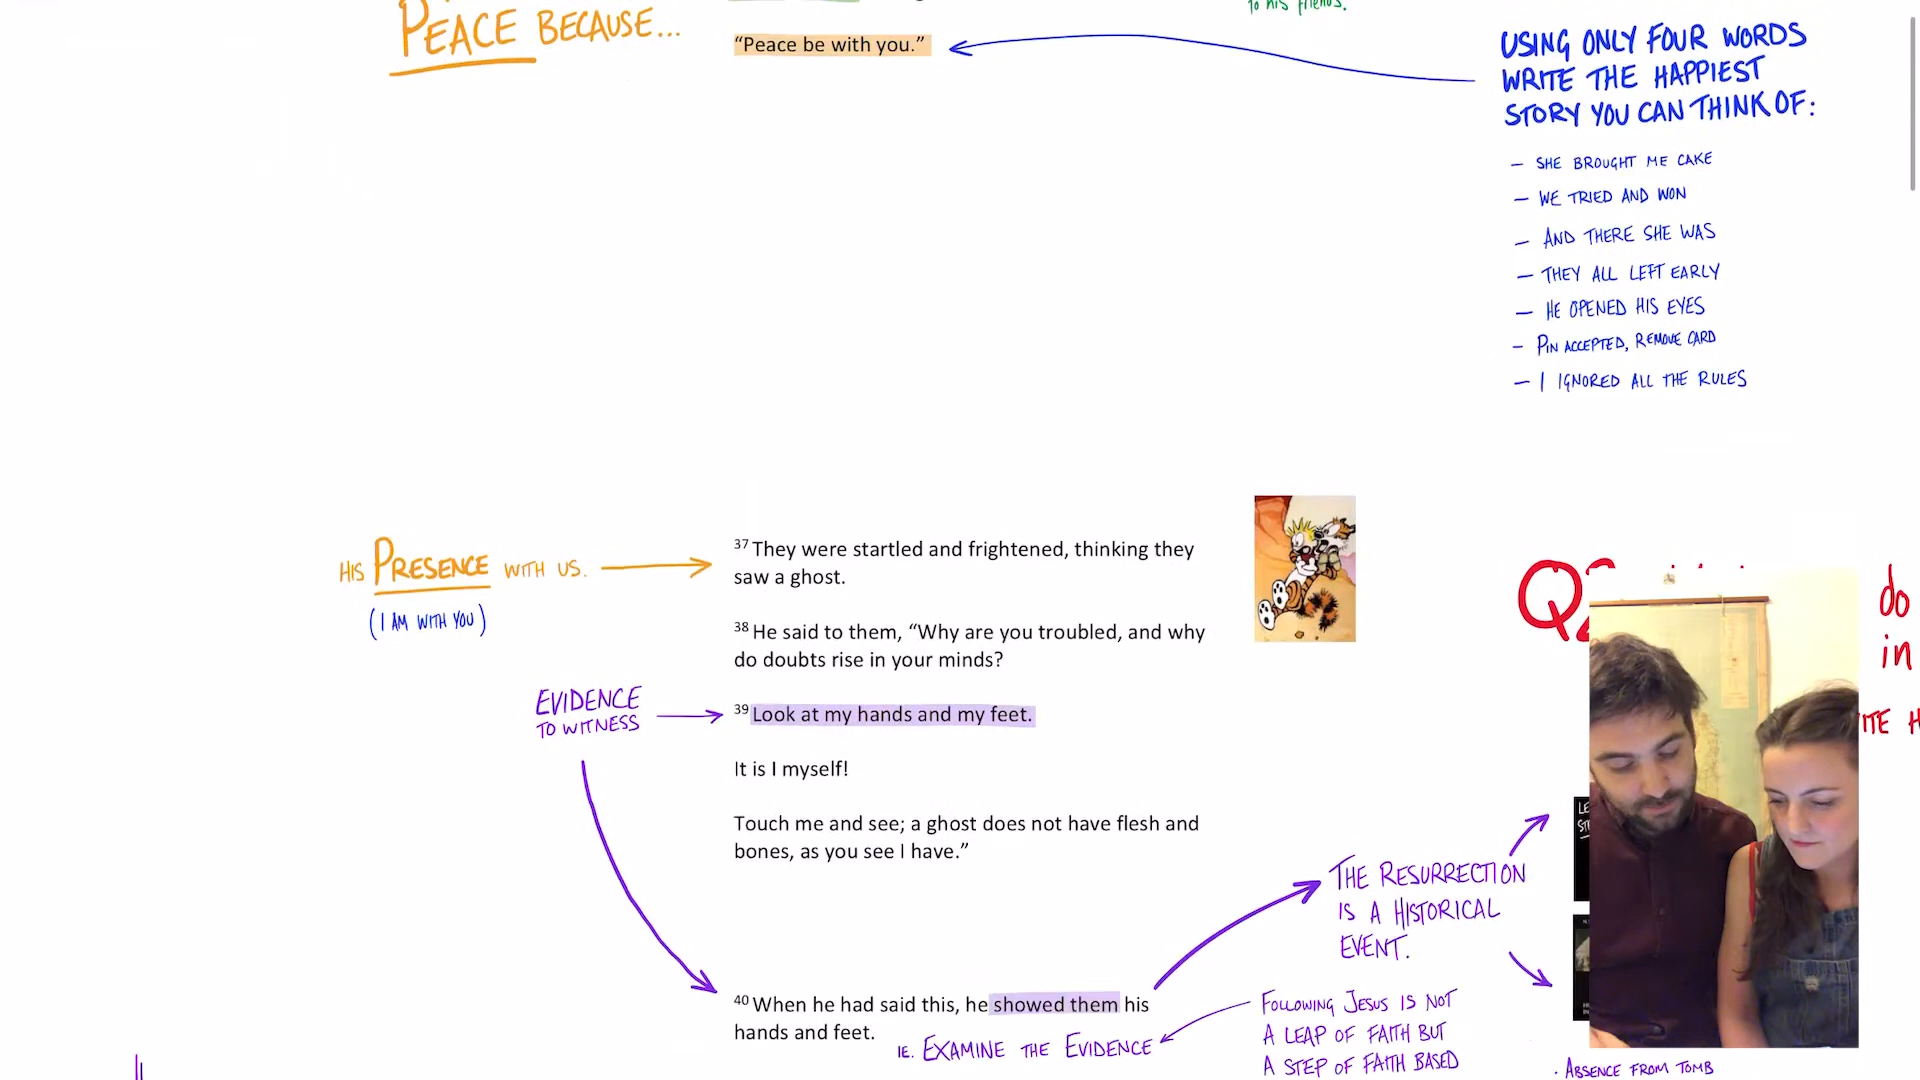 to his friends.
PEACE BECAUSE...
"Peace be with you."
USING ONLY FOUR WORDS
WRITE THE HAPPIEST
STORY YOU CAN THINK OF:
- SHE BROUGHT ME CAKE
- WE TRIED AND WON
- AND THERE SHE WAS
- THEY ALL LEFT EARLY
- HE OPENED HIS EYES
- PIN ACCEPTED, REMOVE CARD
- I IGNORED ALL THE RULES
HIS PRESENCE WITH US.
(I AM WITH YOU)
37 They were startled and frightened, thinking they
saw a ghost.
38 He said to them, "Why are you troubled, and why
do doubts rise in your minds?
EVIDENCE
TO WITNESS
39 Look at my hands and my feet.
It is I myself!
Touch me and see; a ghost does not have flesh and
bones, as you see I have."
40 When he had said this, he showed them his
hands and feet.
IE. EXAMINE THE EVIDENCE
THE RESURRECTION
IS A HISTORICAL
EVENT.
FOLLOWING JESUS IS NOT
A LEAP OF FAITH BUT
A STEP OF FAITH BASED
do
in
· ABSENCE FROM TOMB